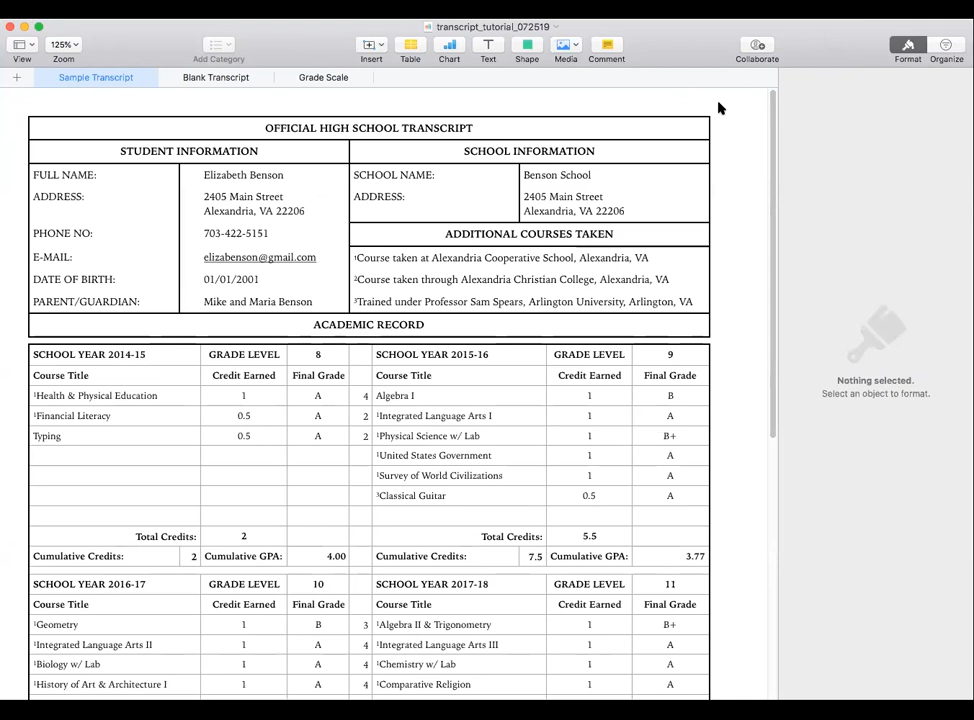 transcript_tutorial_072519
125%
View
Zoom
Add Category
Insert
Table
Chart
Text
Shape
Media
Comment
Collaborate
Format
Organize
Sample Transcript
Blank Transcript
Grade Scale
OFFICIAL HIGH SCHOOL TRANSCRIPT
STUDENT INFORMATION
SCHOOL INFORMATION
FULL NAME: Elizabeth Benson
SCHOOL NAME: Benson School
ADDRESS: 2405 Main Street
Alexandria, VA 22206
ADDRESS: 2405 Main Street
Alexandria, VA 22206
PHONE NO: 703-422-5151
ADDITIONAL COURSES TAKEN
E-MAIL: elizabenson@gmail.com
¹Course taken at Alexandria Cooperative School, Alexandria, VA
DATE OF BIRTH: 01/01/2001
²Course taken through Alexandria Christian College, Alexandria, VA
PARENT/GUARDIAN: Mike and Maria Benson
³Trained under Professor Sam Spears, Arlington University, Arlington, VA
ACADEMIC RECORD
SCHOOL YEAR 2014-15 GRADE LEVEL 8 SCHOOL YEAR 2015-16 GRADE LEVEL 9
Course Title Credit Earned Final Grade Course Title Credit Earned Final Grade
¹Health & Physical Education 1 A 4 Algebra I 1 B
¹Financial Literacy 0.5 A 2 ¹Integrated Language Arts I 1 A
Typing 0.5 A 2 ¹Physical Science w/ Lab 1 B+
¹United States Government 1 A
¹Survey of World Civilizations 1 A
³Classical Guitar 0.5 A
Total Credits: 2 Total Credits: 5.5
Cumulative Credits: 2 Cumulative GPA: 4.00 Cumulative Credits: 7.5 Cumulative GPA: 3.77
SCHOOL YEAR 2016-17 GRADE LEVEL 10 SCHOOL YEAR 2017-18 GRADE LEVEL 11
Course Title Credit Earned Final Grade Course Title Credit Earned Final Grade
¹Geometry 1 B 3 ¹Algebra II & Trigonometry 1 B+
¹Integrated Language Arts II 1 A 4 ¹Integrated Language Arts III 1 A
¹Biology w/ Lab 1 A 4 ¹Chemistry w/ Lab 1 A
¹History of Art & Architecture I 1 A 4 ¹Comparative Religion 1 A
Nothing selected.
Select an object to format.